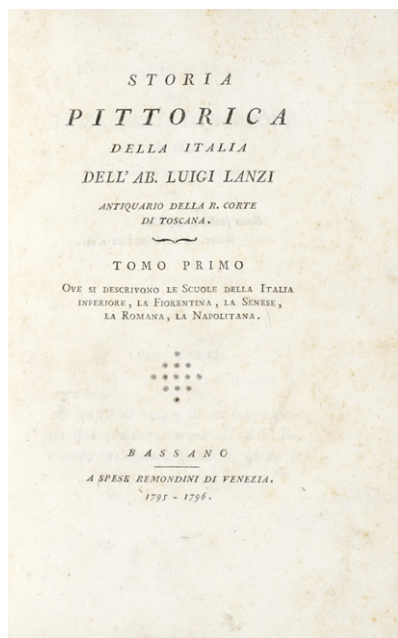 STORIA
PITTORICA
DELLA ITALIA
DELL' AB. LUIGI LANZI
ANTIQUARIO DELLA R. CORTE
DI TOSCANA.
TOMO PRIMO
OVE SI DESCRIVONO LE SCUOLE DELLA ITALIA
INFERIORE, LA FIORENTINA, LA SENESE,
LA ROMANA, LA NAPOLITANA.
BASSANO
A SPESE REMONDINI DI VENEZIA.
1795 - 1796.